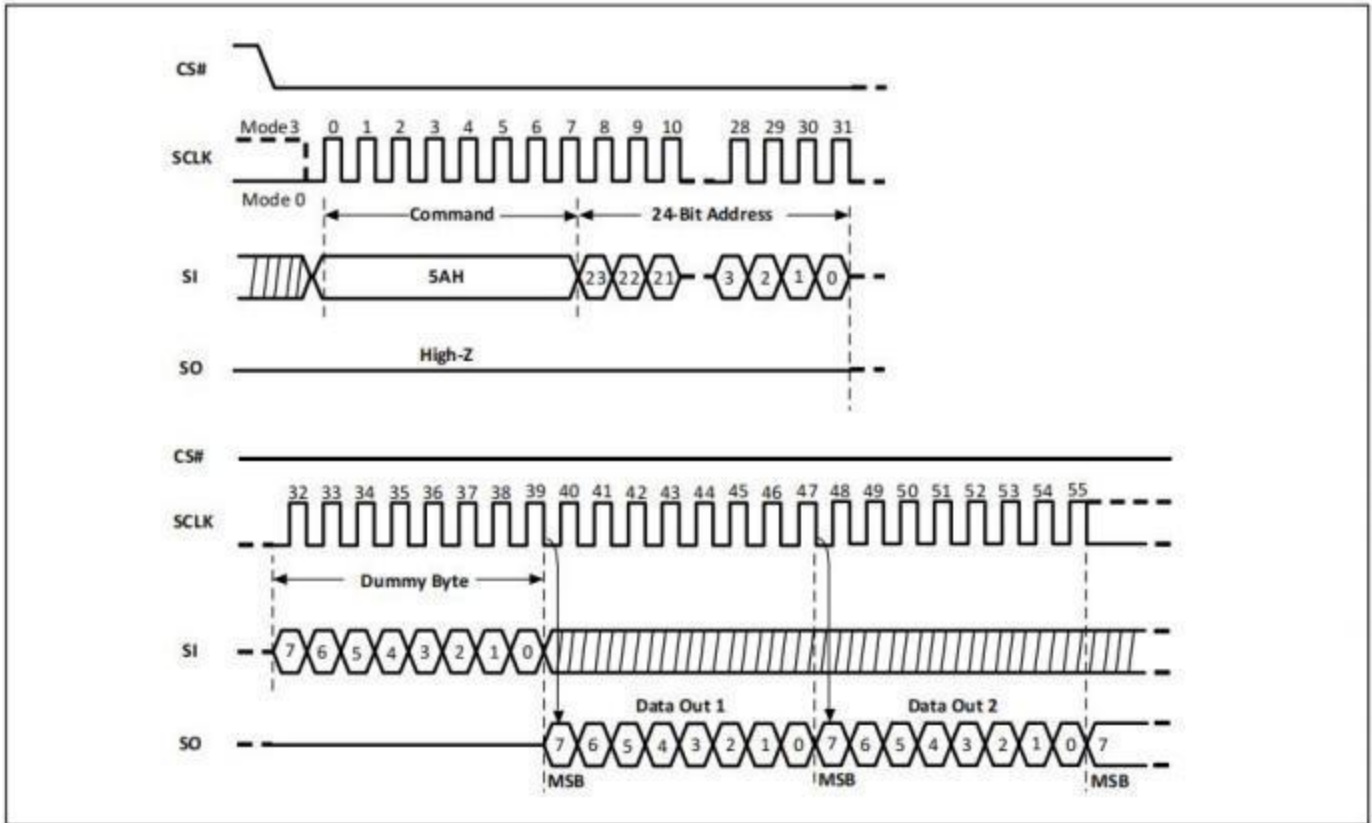 CS#
Mode3 0 1 2 3 4 5 6 7 8 9 10 28 29 30 31
SCLK
Mode 0
Command 24-Bit Address
SI 5AH 23 22 21 3 2 1 0
High-Z
SO
CS#
32 33 34 35 36 37 38 39 40 41 42 43 44 45 46 47 48 49 50 51 52 53 54 55
SCLK
Dummy Byte
SI 7 6 5 4 3 2 1 0
Data Out 1 Data Out 2
SO 7 6 5 4 3 2 1 0 7 6 5 4 3 2 1 0 7
MSB MSB MSB